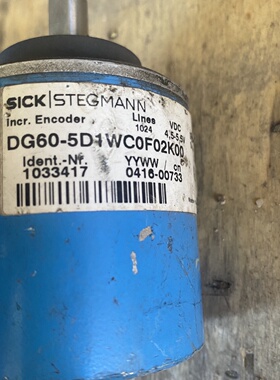 SICK|STEGMANN
Incr. Encoder Lines VDC
1024 4,5-5,5V
DG60-5D1WC0F02K00
Ident.-Nr. YYWW / cn
1033417 0416-00733